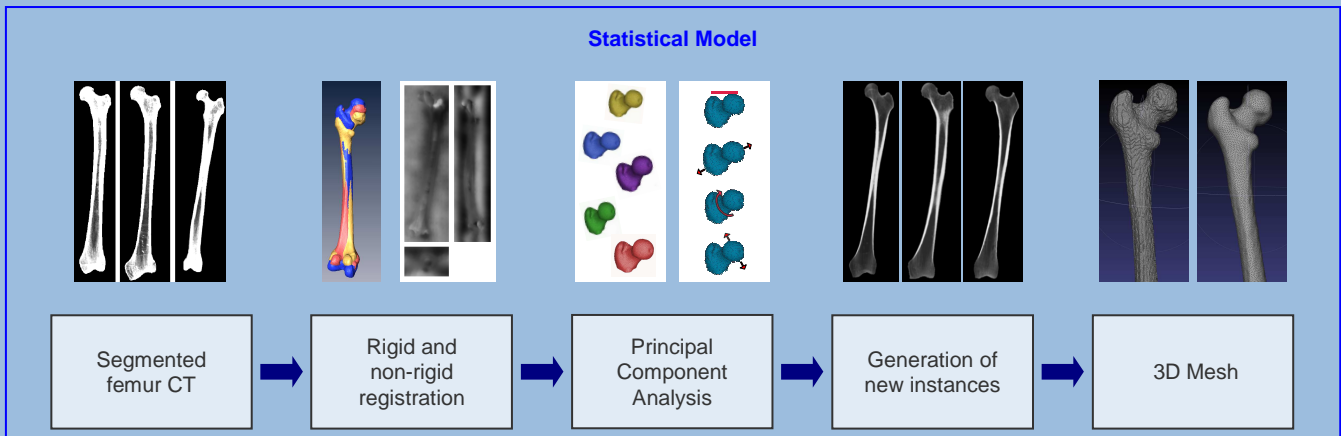 Statistical Model
Segmented
femur CT
Rigid and
non-rigid
registration
Principal
Component
Analysis
Generation of
new instances
3D Mesh